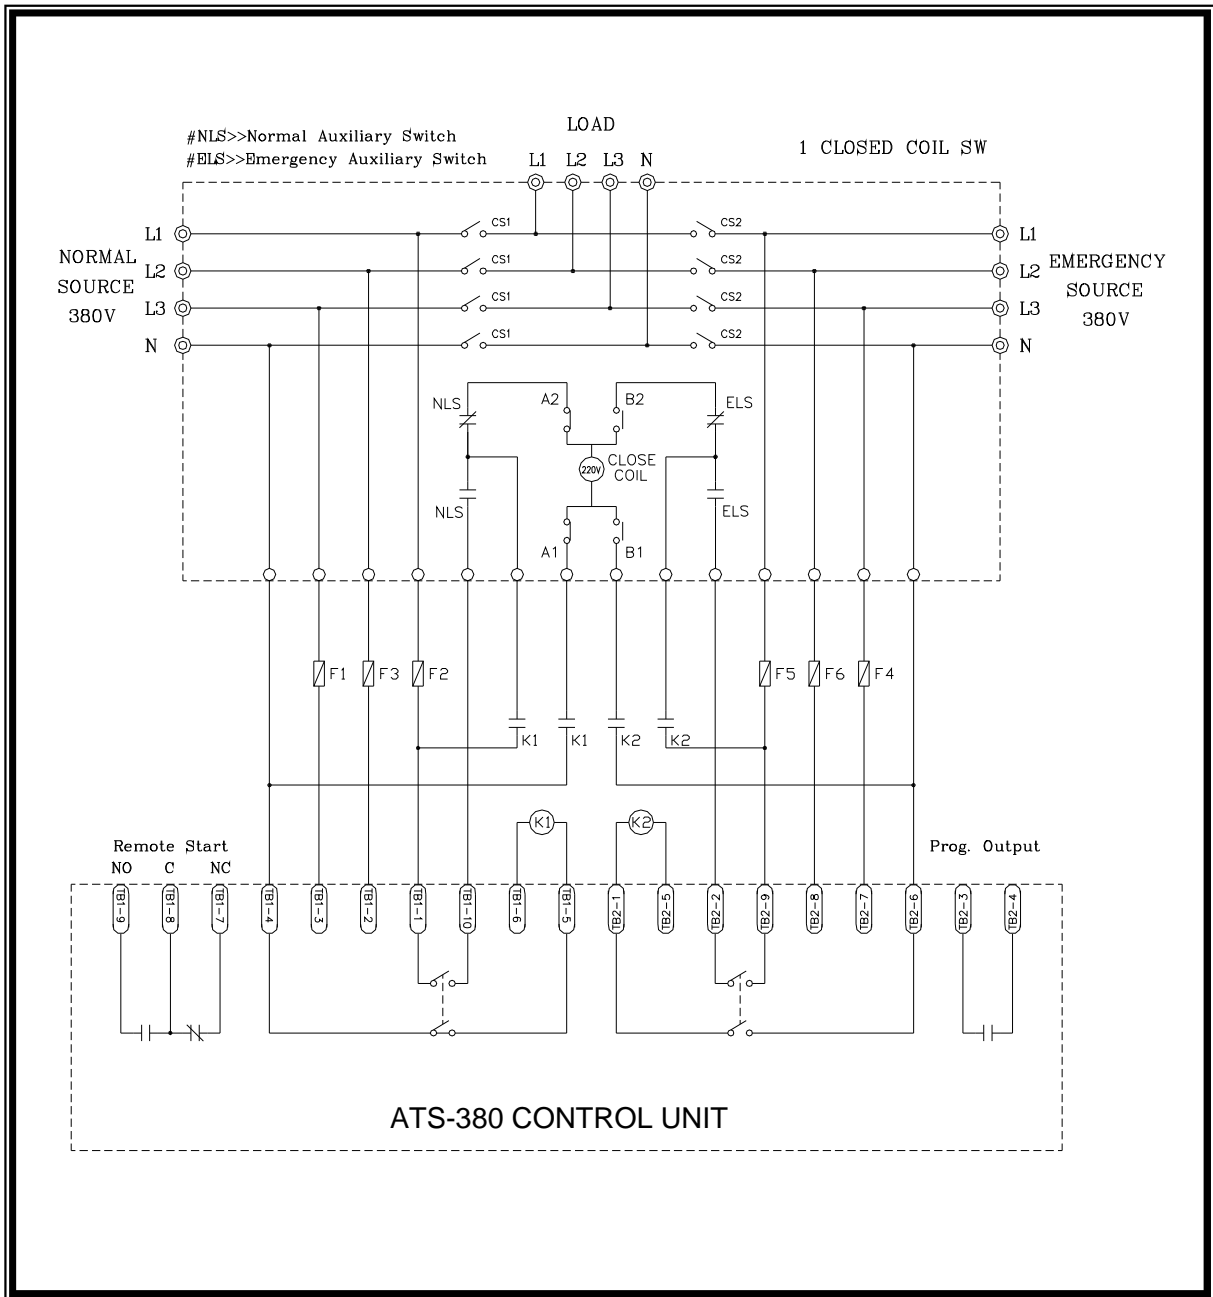 #NLS>>Normal Auxiliary Switch
#ELS>>Emergency Auxiliary Switch
LOAD
1 CLOSED COIL SW
L1 L2 L3 N
L1 CS1 CS2 L1
L2 CS1 CS2 L2
L3 CS1 CS2 L3
N CS1 CS2 N
NORMAL
SOURCE
380V
EMERGENCY
SOURCE
380V
NLS A2 B2 ELS
220V
CLOSE
COIL
NLS ELS
A1 B1
F1 F3 F2 F5 F6 F4
K1 K1 K2 K2
K1 K2
Remote Start
NO C NC
Prog. Output
TB1-9
TB1-8
TB1-7
TB1-4
TB1-3
TB1-2
TB1-1
TB1-10
TB1-6
TB1-5
TB2-1
TB2-5
TB2-2
TB2-9
TB2-8
TB2-7
TB2-6
TB2-3
TB2-4
ATS-380 CONTROL UNIT